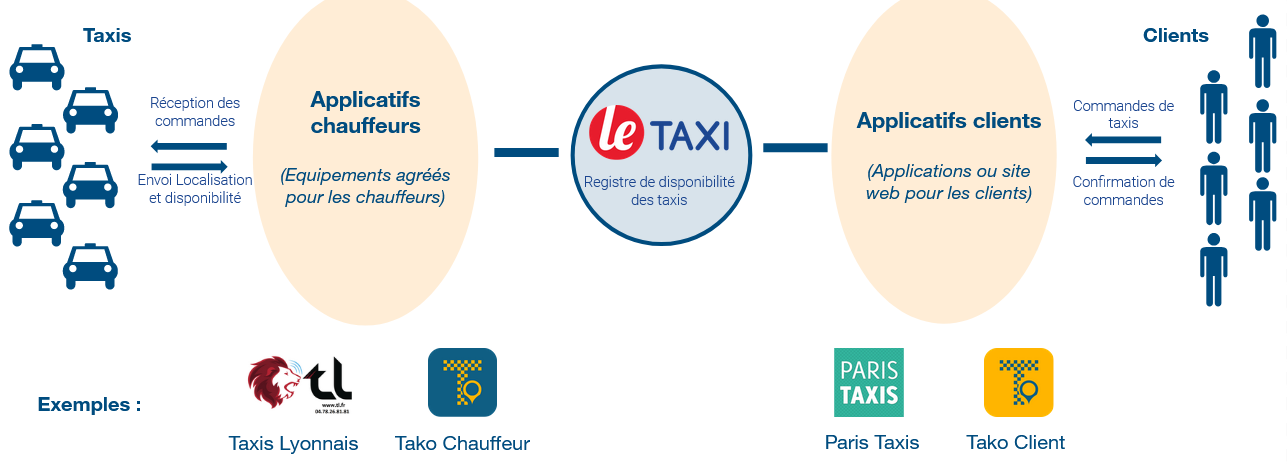 Taxis
Réception des
commandes
Envoi Localisation
et disponibilité
Applicatifs
chauffeurs
(Equipements agréés
pour les chauffeurs)
le TAXI
Registre de disponibilité
des taxis
Applicatifs clients
(Applications ou site
web pour les clients)
Clients
Commandes de
taxis
Confirmation de
commandes
Exemples :
tl
www.tl.fr
04.78.26.81.81
Taxis Lyonnais
T
Tako Chauffeur
PARIS
TAXIS
Paris Taxis
T
Tako Client